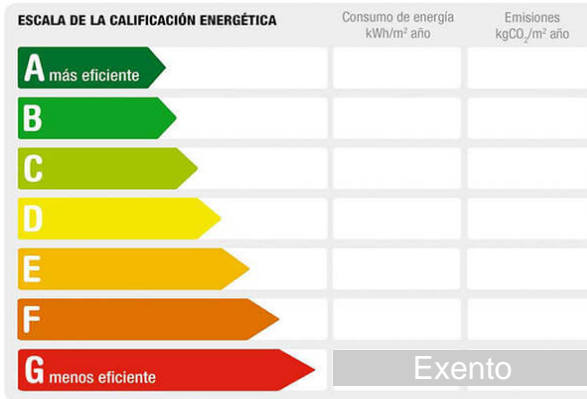 ESCALA DE LA CALIFICACIÓN ENERGÉTICA
Consumo de energía
kWh/m² año
Emisiones
kgCO₂/m² año
A más eficiente
B
C
D
E
F
G menos eficiente
Exento